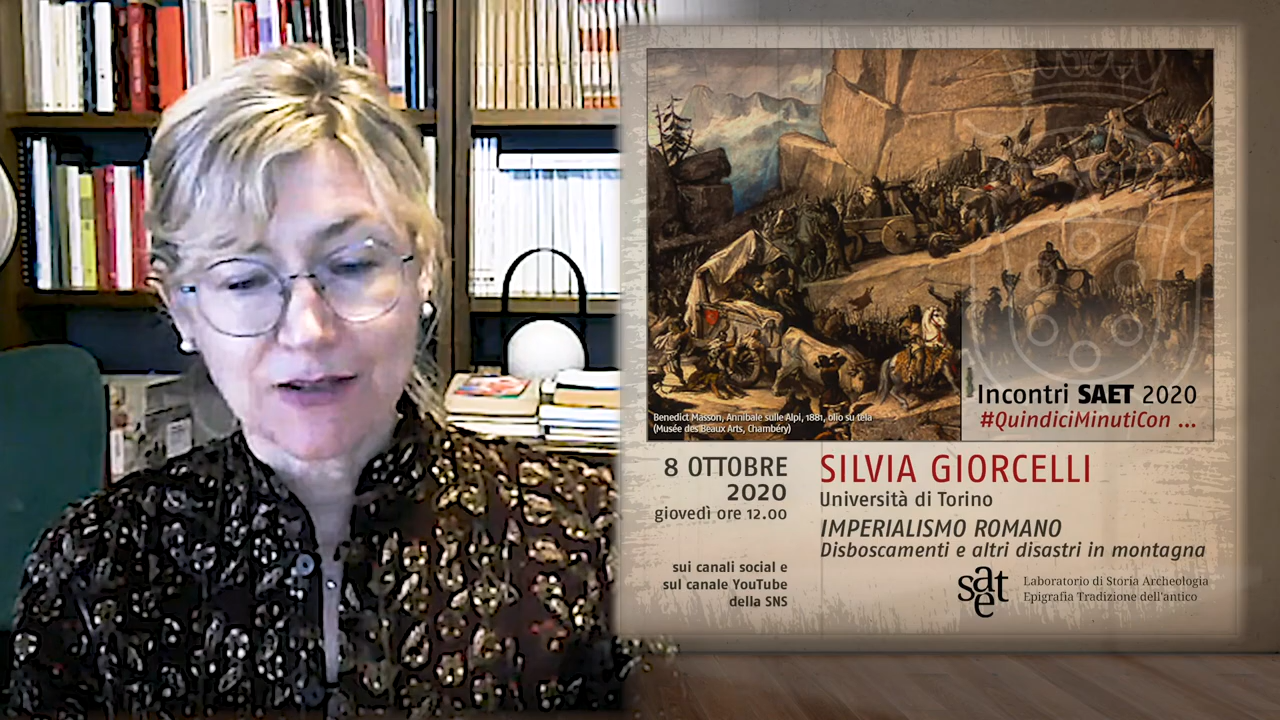 Benedict Masson, Annibale sulle Alpi, 1881, olio su tela
(Musée des Beaux Arts, Chambéry)
Incontri SAET 2020
#QuindiciMinutiCon ...
8 OTTOBRE
2020
giovedì ore 12.00
sui canali social e
sul canale YouTube
della SNS
SILVIA GIORCELLI
Università di Torino
IMPERIALISMO ROMANO
Disboscamenti e altri disastri in montagna
saet
Laboratorio di Storia Archeologia
Epigrafia Tradizione dell'antico